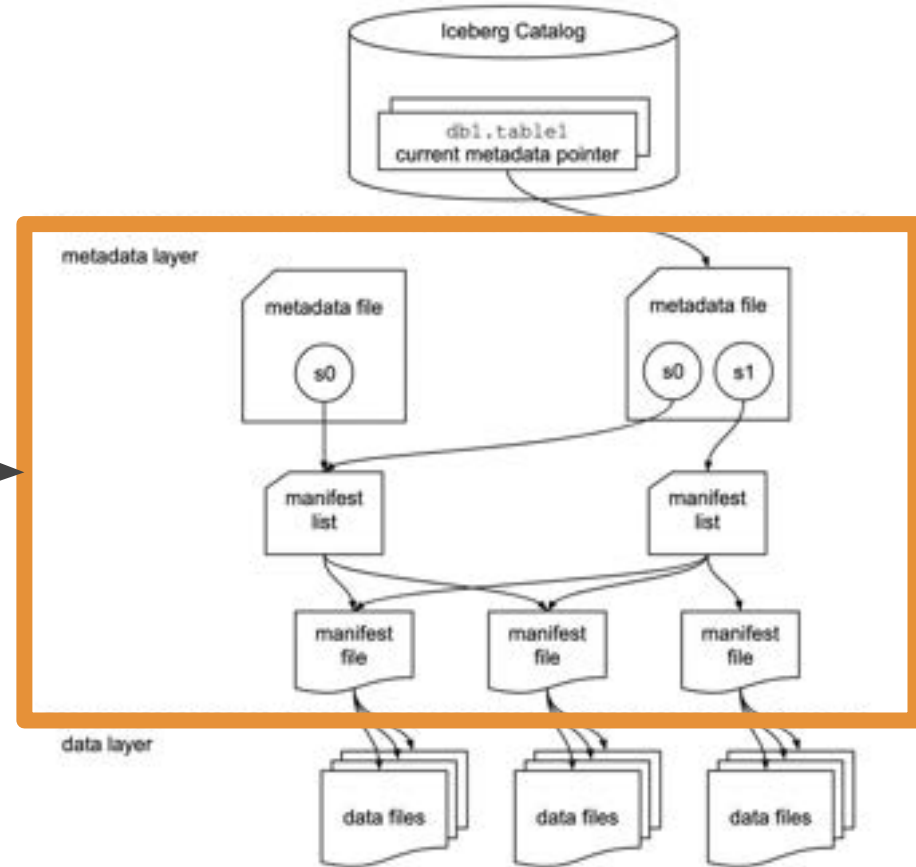 Iceberg Catalog
db1.table1
current metadata pointer
metadata layer
metadata file
s0
metadata file
s0
s1
manifest
list
manifest
list
manifest
file
manifest
file
manifest
file
data layer
data files
data files
data files